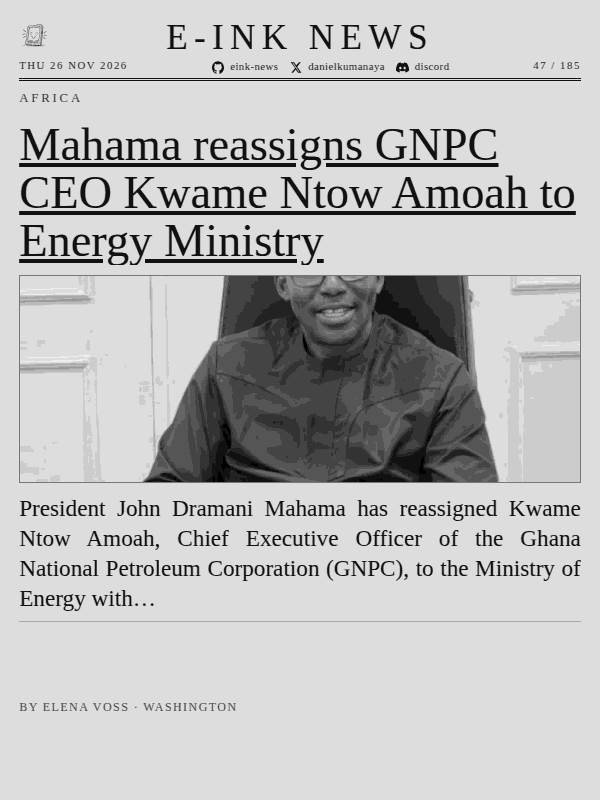 E-INK NEWS
THU 26 NOV 2026
eink-news
danielkumanaya
discord
47 / 185
AFRICA
Mahama reassigns GNPC
CEO Kwame Ntow Amoah to
Energy Ministry
President John Dramani Mahama has reassigned Kwame
Ntow Amoah, Chief Executive Officer of the Ghana
National Petroleum Corporation (GNPC), to the Ministry of
Energy with…
BY ELENA VOSS · WASHINGTON